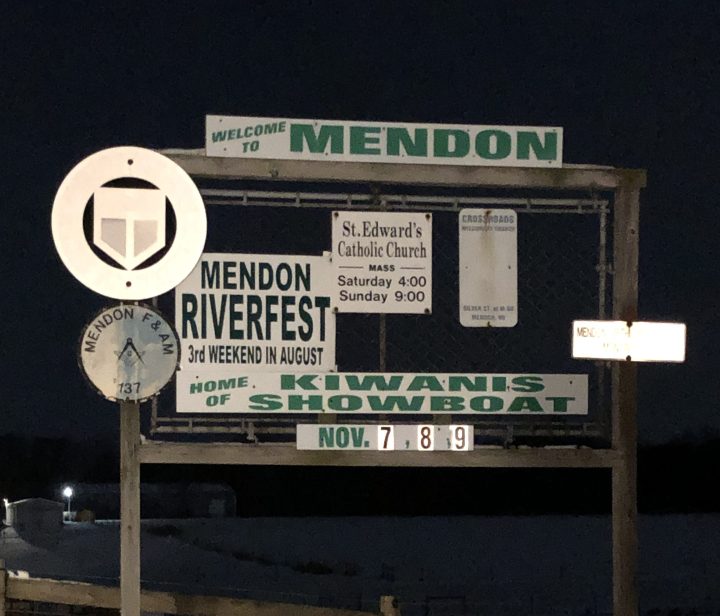 WELCOME TO MENDON
St. Edward's
Catholic Church
MASS
Saturday 4:00
Sunday 9:00
CROSSROADS
MENDON
RIVERFEST
3rd WEEKEND IN AUGUST
MENDON F & AM
137
HOME OF KIWANIS SHOWBOAT
NOV. 7, 8, 9